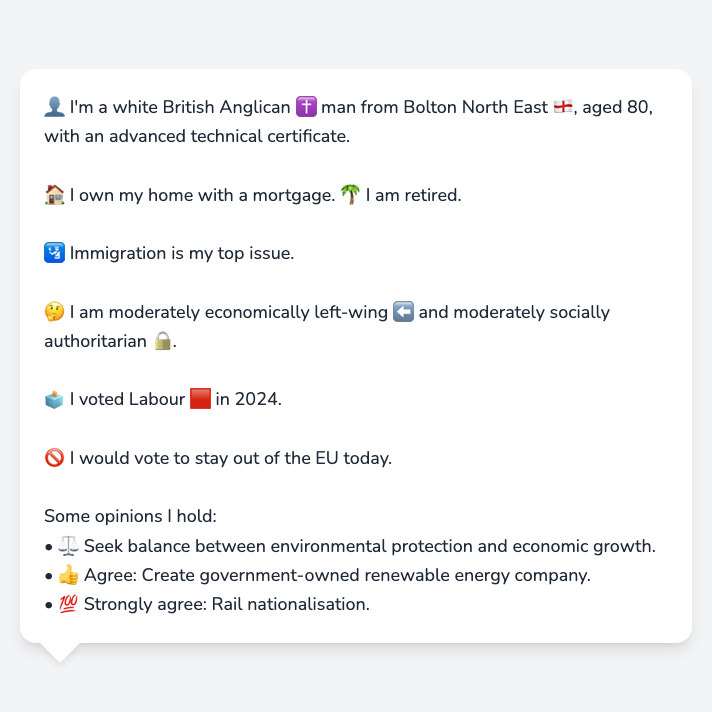 👤 I'm a white British Anglican ✝️ man from Bolton North East 🏴󠁧󠁢󠁥󠁮󠁧󠁿, aged 80,
with an advanced technical certificate.
🏠 I own my home with a mortgage. 🌴 I am retired.
🛂 Immigration is my top issue.
🤔 I am moderately economically left-wing ⬅️ and moderately socially
authoritarian 🔒.
🗳️ I voted Labour 🟥 in 2024.
🚫 I would vote to stay out of the EU today.
Some opinions I hold:
• ⚖️ Seek balance between environmental protection and economic growth.
• 👍 Agree: Create government-owned renewable energy company.
• 💯 Strongly agree: Rail nationalisation.